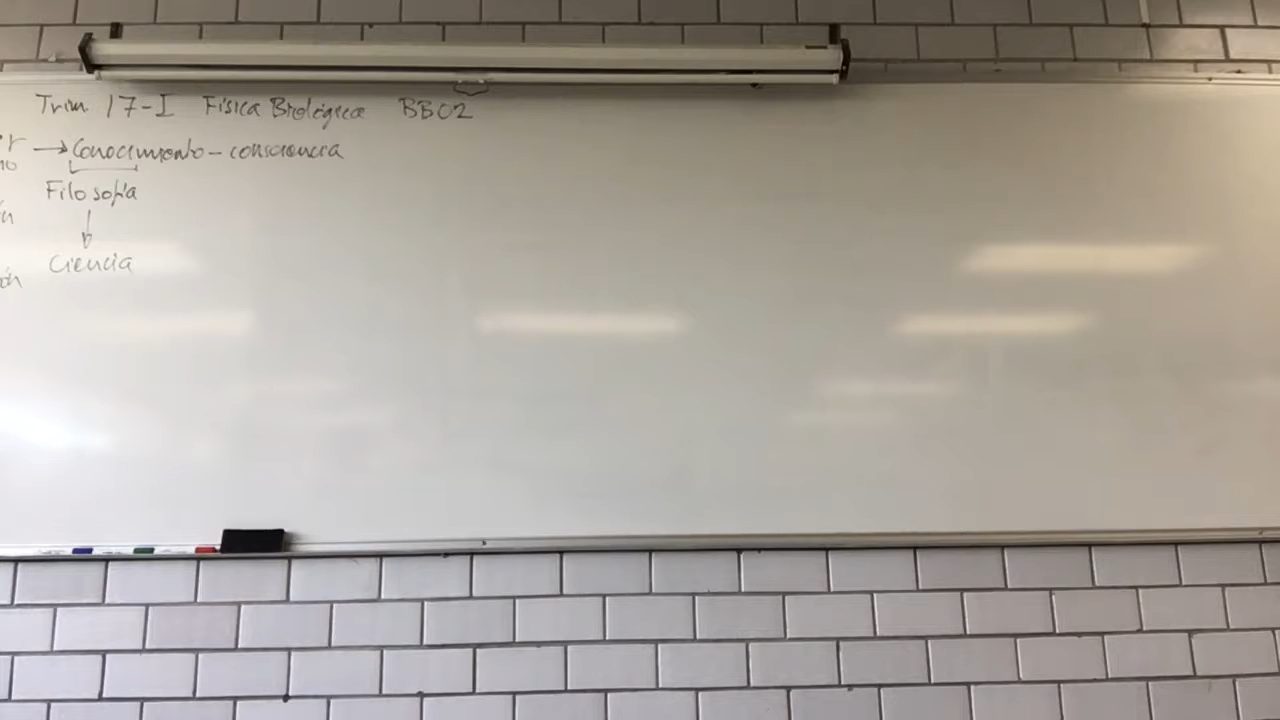 Trim 17-I Física Biológica BB02
→ Conocimiento - consciencia
Filosofía
↓
Ciencia